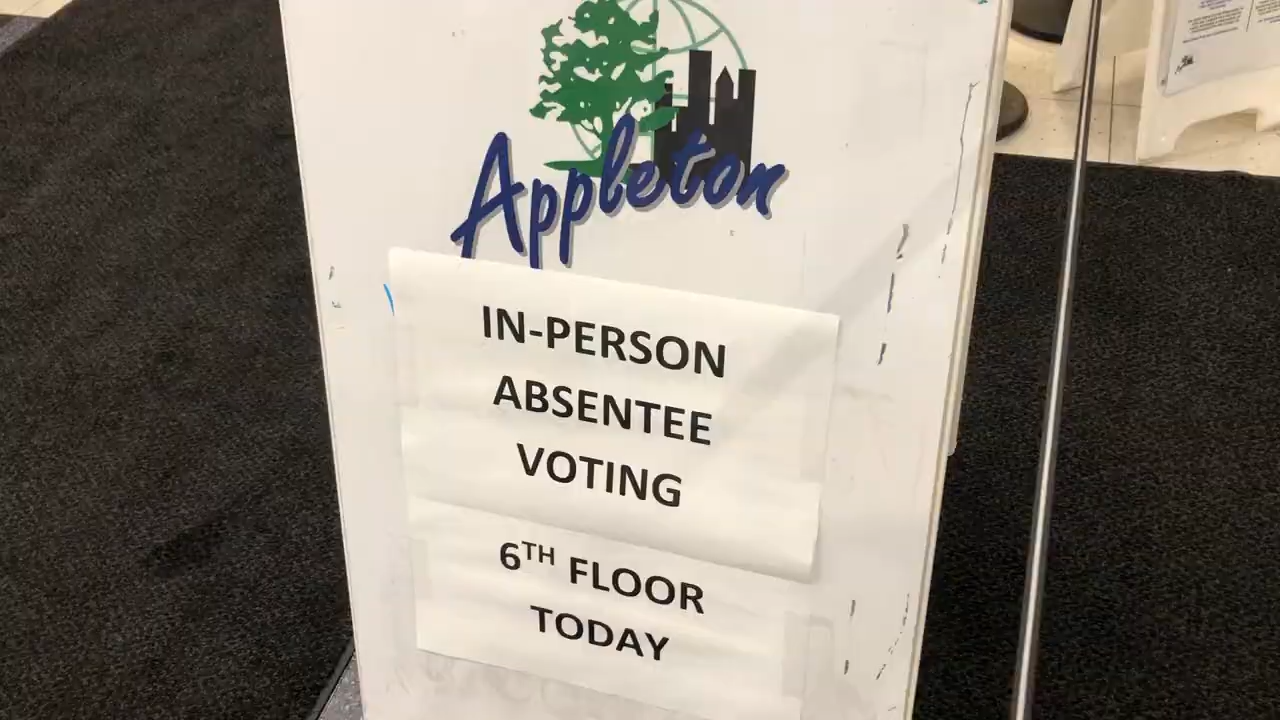 Appleton
IN-PERSON
ABSENTEE
VOTING
6TH FLOOR
TODAY